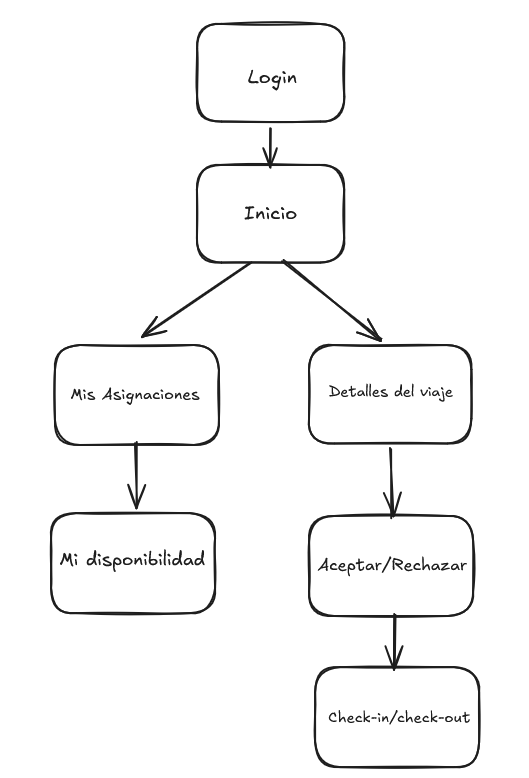 Login
Inicio
Mis Asignaciones
Detalles del viaje
Mi disponibilidad
Aceptar/Rechazar
Check-in/check-out